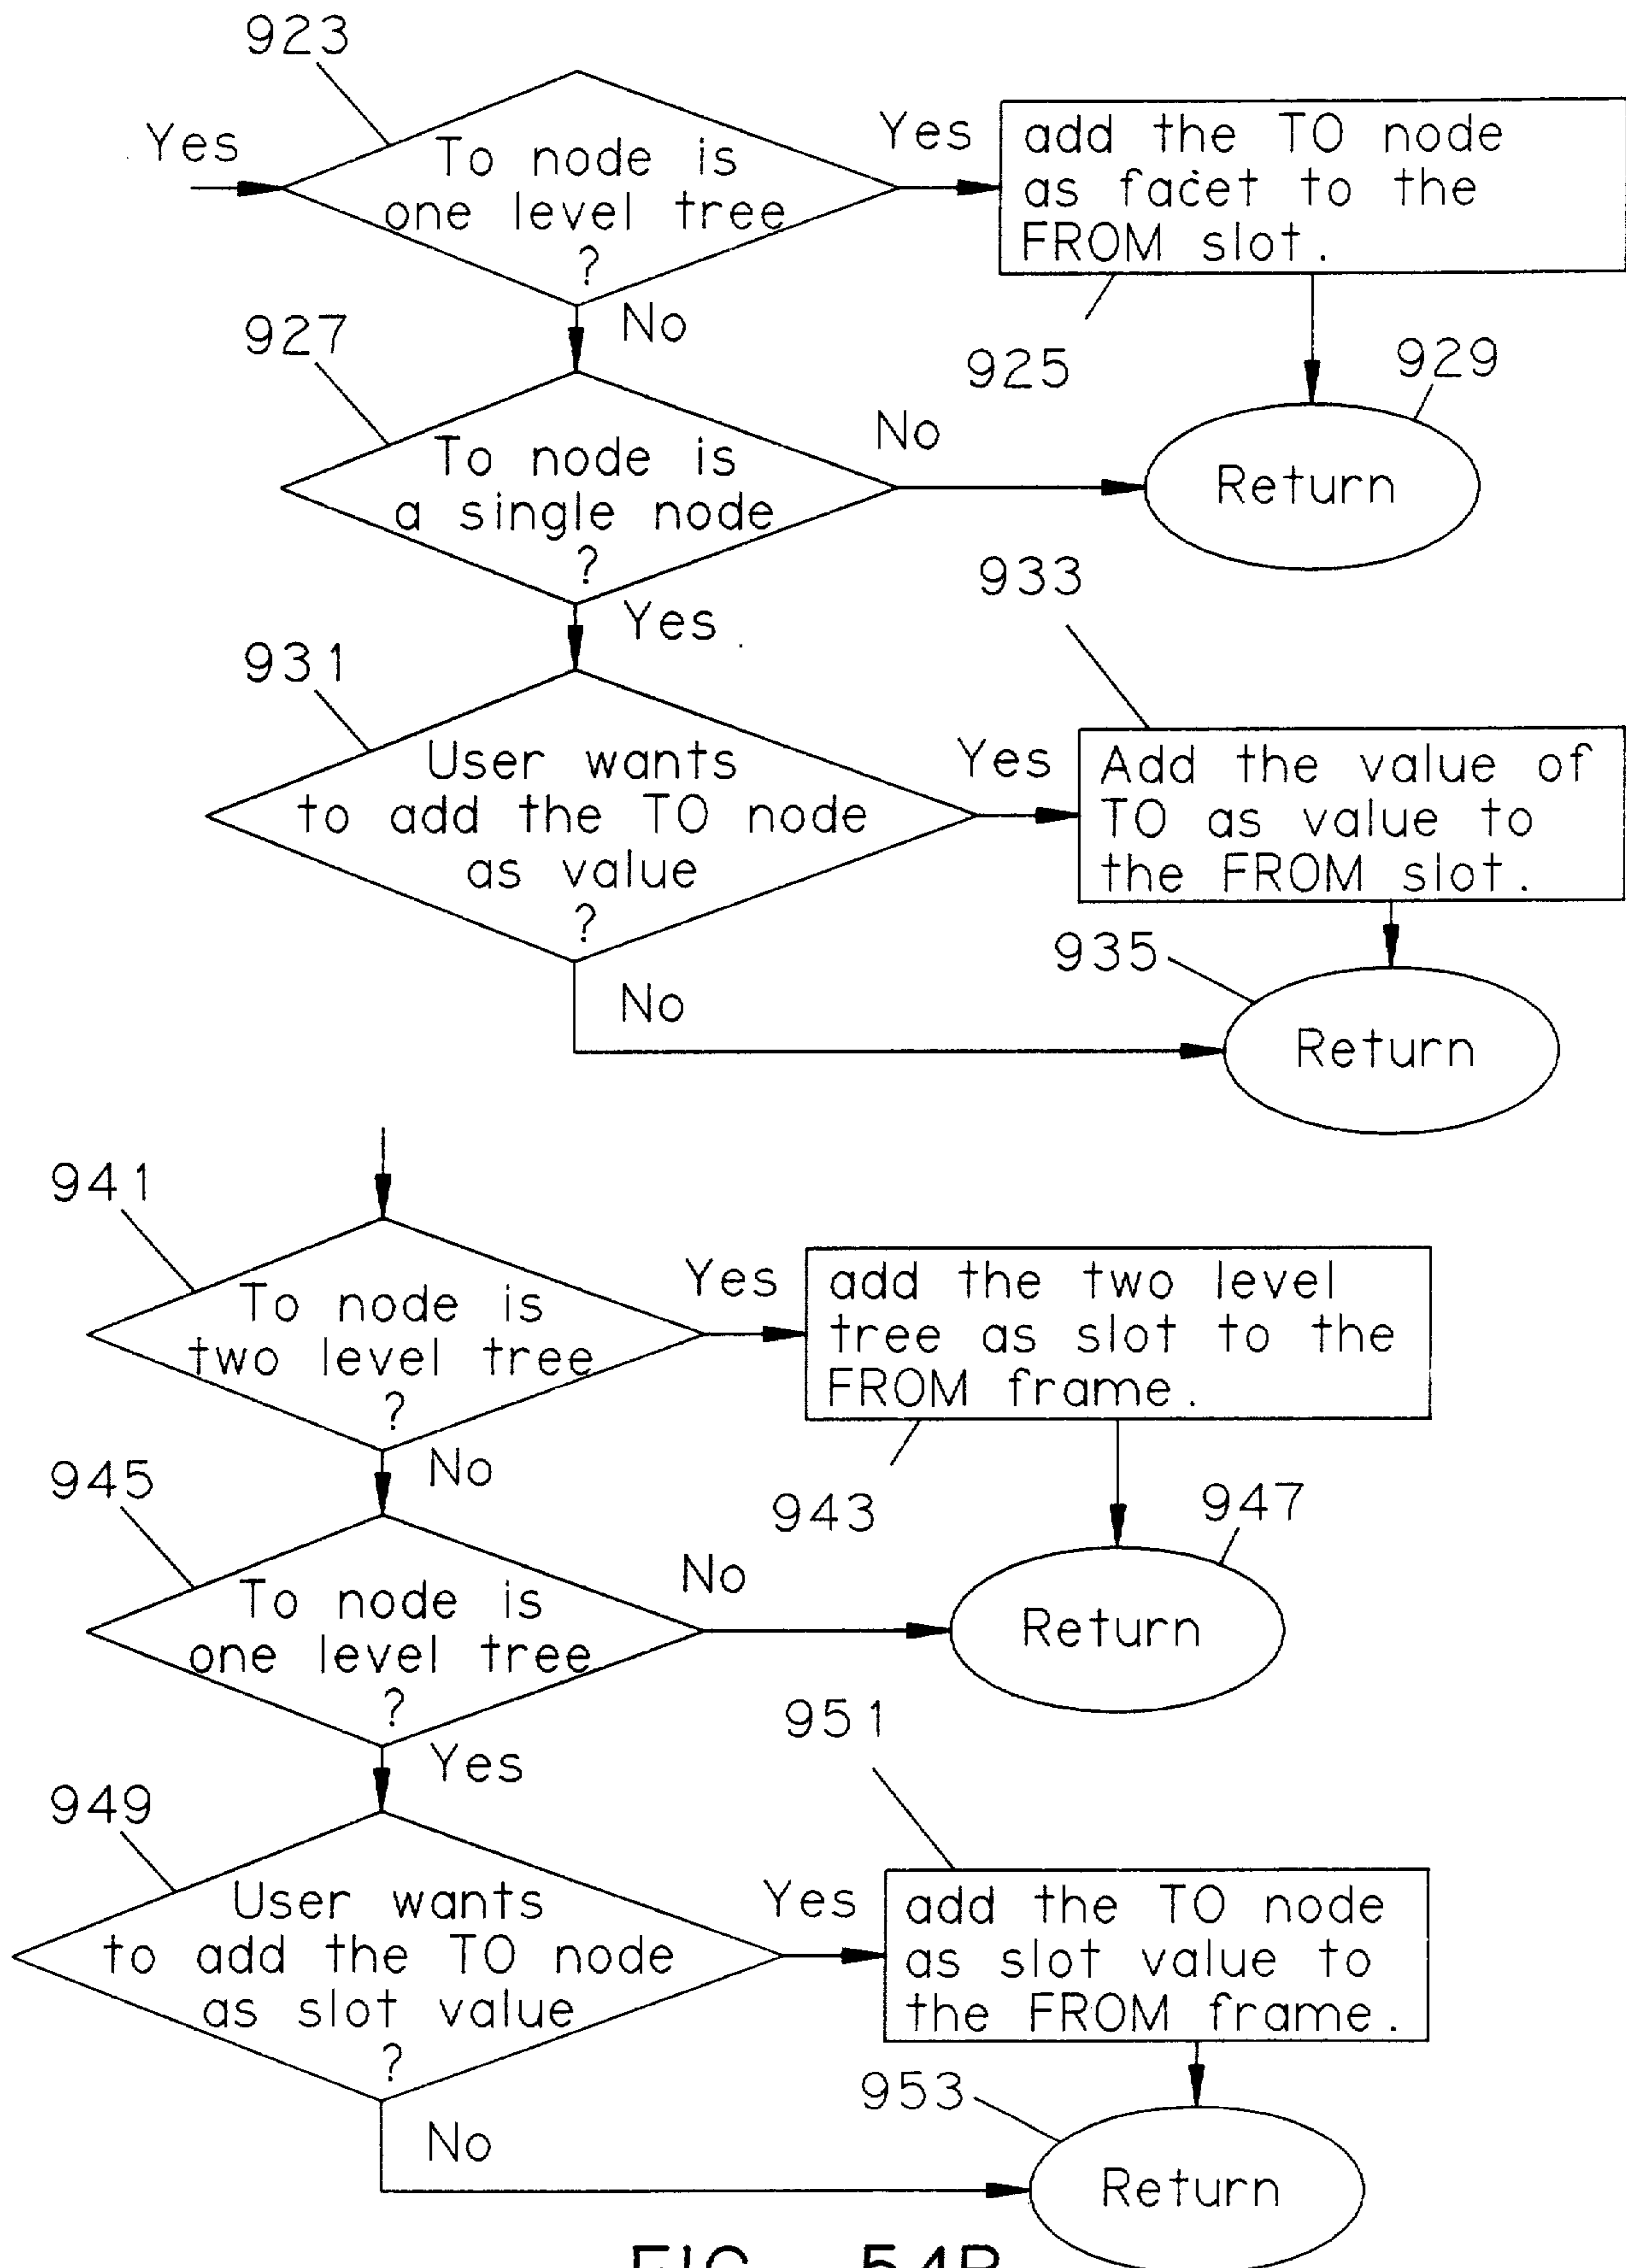 923
Yes
To node is
one level tree
?
Yes
add the TO node
as facet to the
FROM slot.
925
No
927
To node is
a single node
?
No
929
Return
Yes
931
User wants
to add the TO node
as value
?
Yes
933
Add the value of
TO as value to
the FROM slot.
No
935
Return
941
To node is
two level tree
?
Yes
add the two level
tree as slot to the
FROM frame.
943
No
945
To node is
one level tree
?
No
947
Return
Yes
949
User wants
to add the TO node
as slot value
?
Yes
951
add the TO node
as slot value to
the FROM frame.
No
953
Return
FIG. 54B